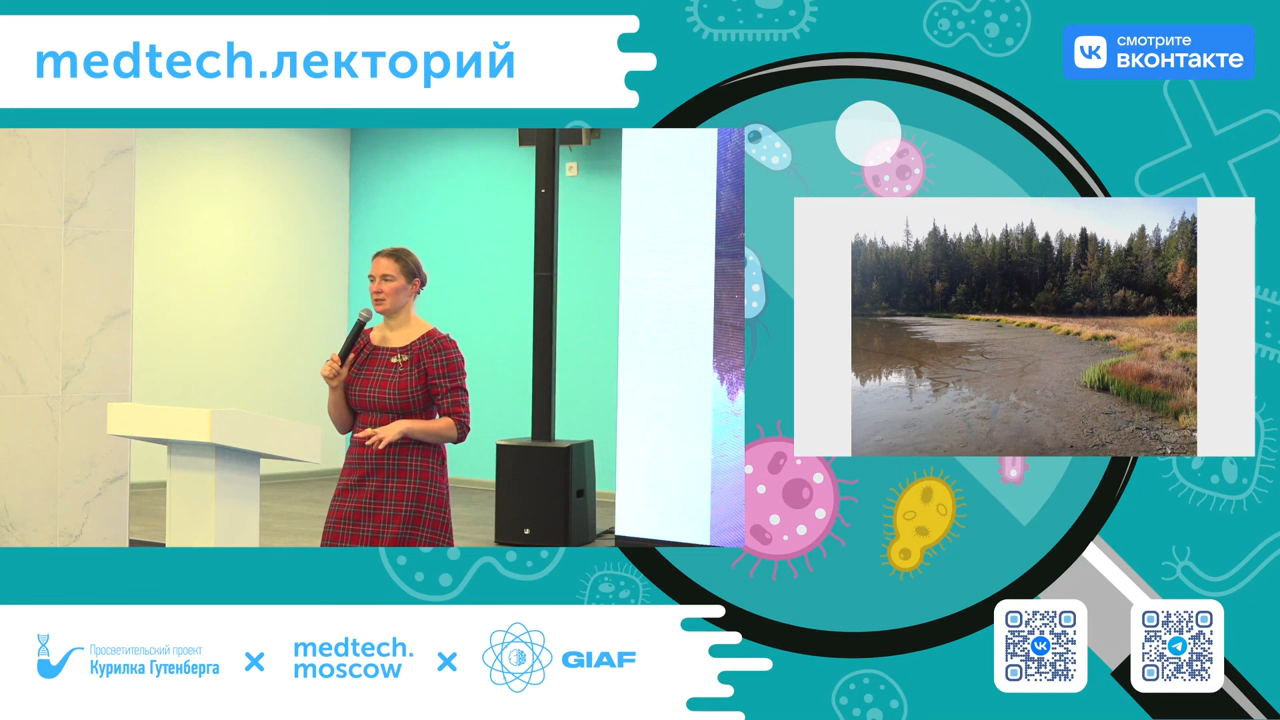 medtech.лекторий
смотрите
вконтакте
Просветительский проект
Курилка Гутенберга
medtech.
moscow
GIAF